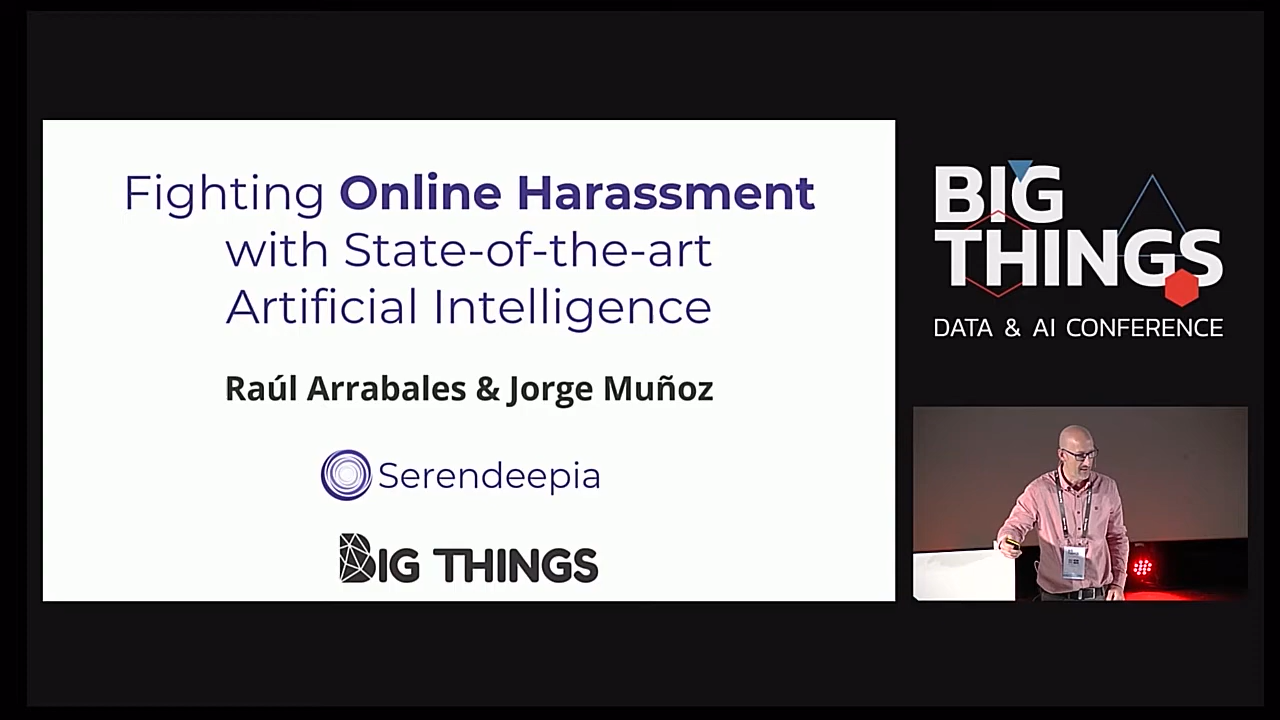 Fighting Online Harassment
with State-of-the-art
Artificial Intelligence
Raúl Arrabales & Jorge Muñoz
Serendeepia
BIG THINGS
BIG
THINGS
DATA & AI CONFERENCE